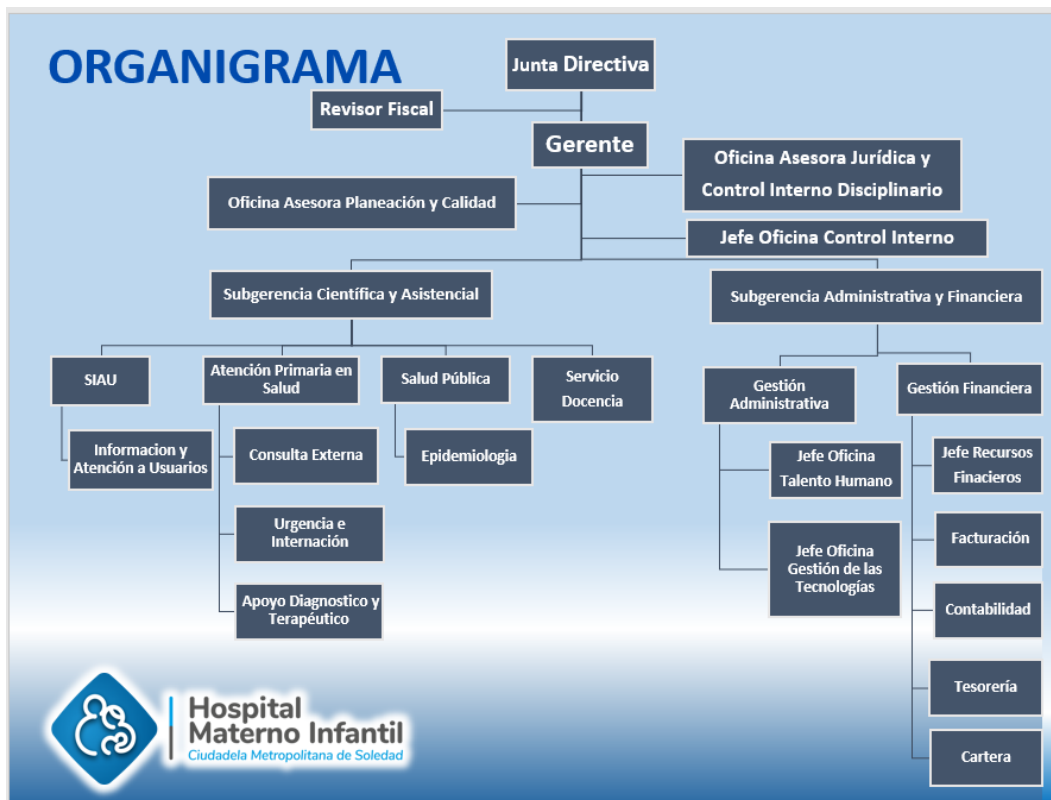 ORGANIGRAMA
Junta Directiva
Revisor Fiscal
Gerente
Oficina Asesora Jurídica y
Control Interno Disciplinario
Oficina Asesora Planeación y Calidad
Jefe Oficina Control Interno
Subgerencia Científica y Asistencial
Subgerencia Administrativa y Financiera
SIAU
Atención Primaria en
Salud
Salud Pública
Servicio
Docencia
Gestión
Administrativa
Gestión Financiera
Informacion y
Atención a Usuarios
Consulta Externa
Epidemiologia
Jefe Oficina
Talento Humano
Jefe Recursos
Finacieros
Urgencia e
Internación
Jefe Oficina
Gestión de las
Tecnologías
Facturación
Apoyo Diagnostico y
Terapéutico
Contabilidad
Tesorería
Cartera
Hospital
Materno Infantil
Ciudadela Metropolitana de Soledad